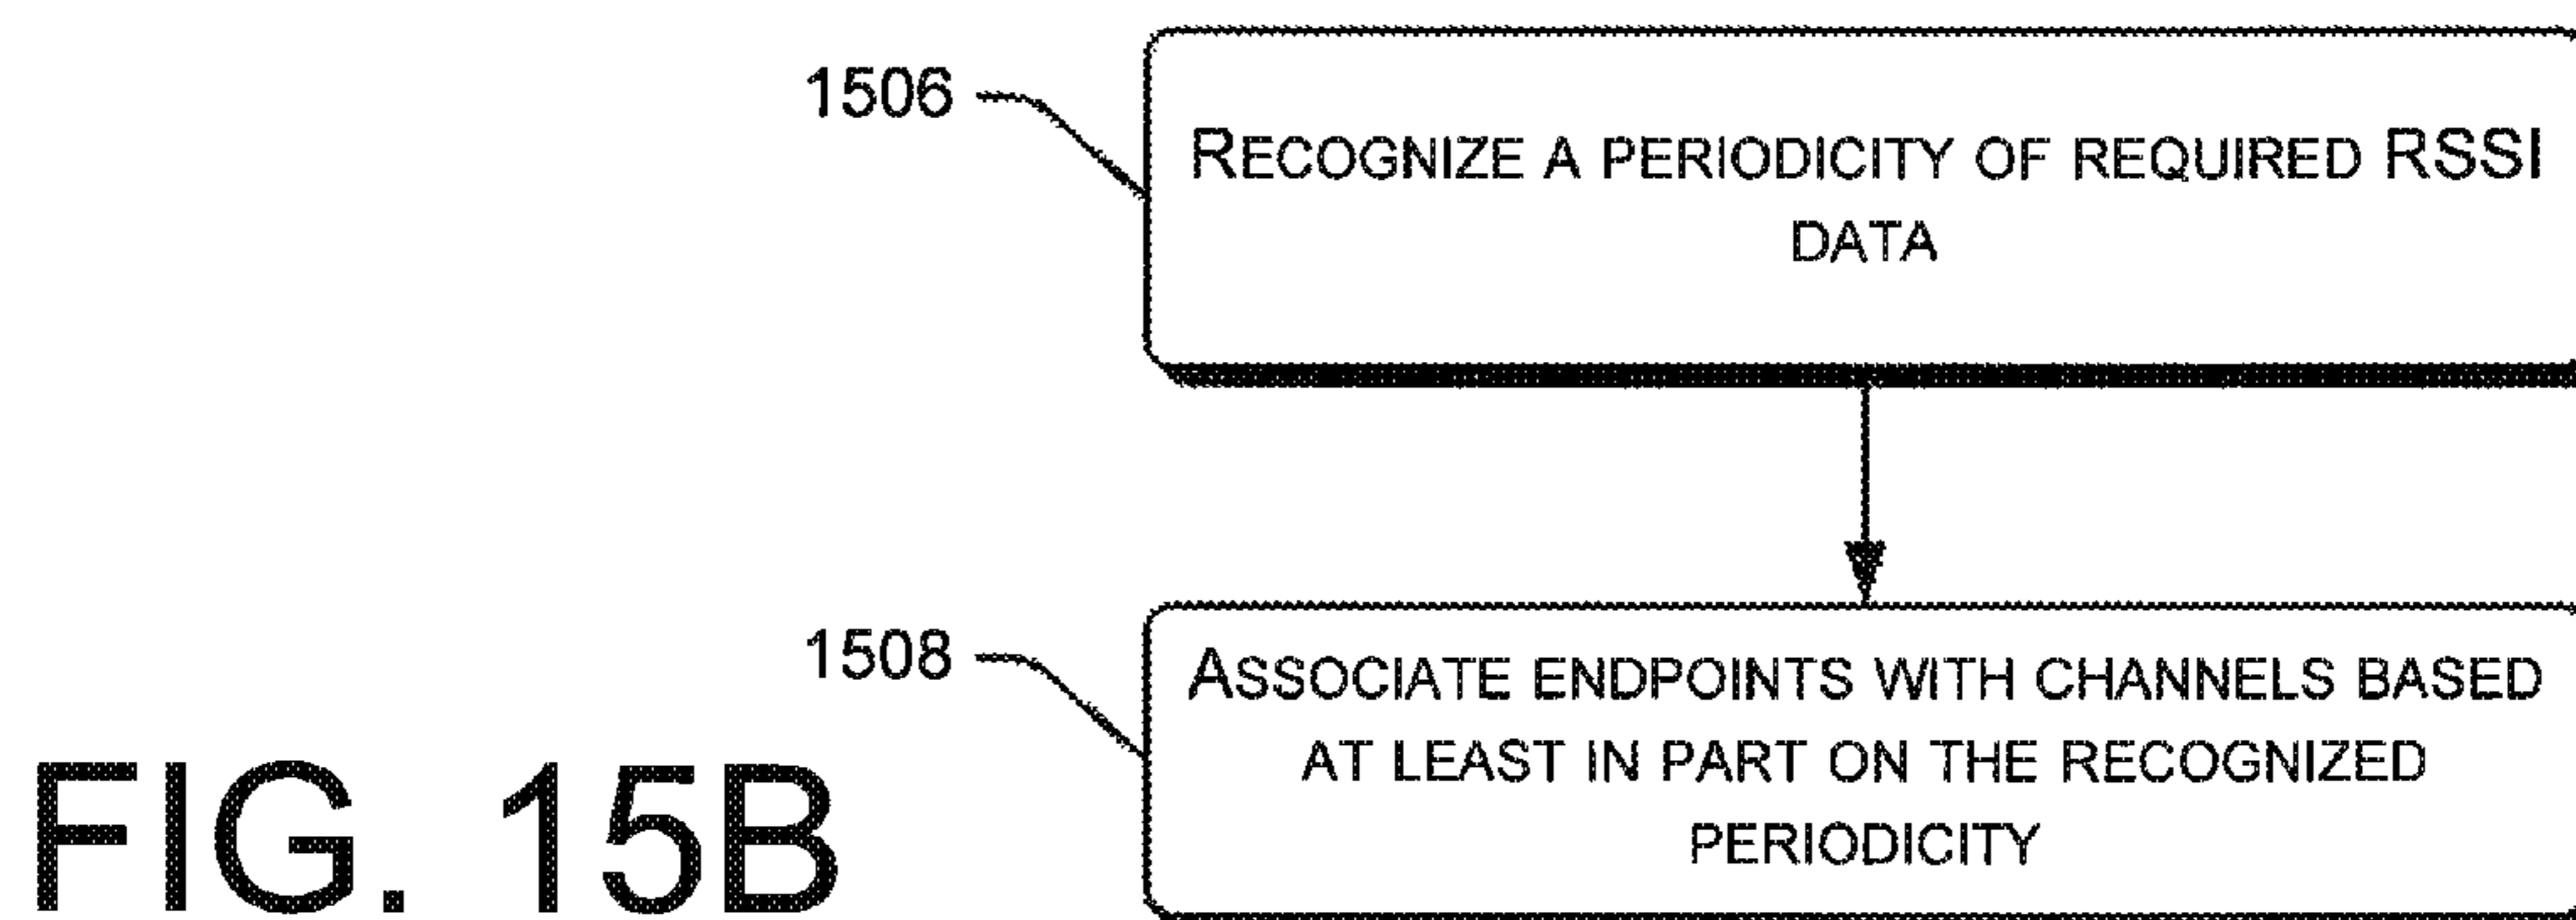 1506
RECOGNIZE A PERIODICITY OF REQUIRED RSSI
DATA
1508
ASSOCIATE ENDPOINTS WITH CHANNELS BASED
AT LEAST IN PART ON THE RECOGNIZED
PERIODICITY
FIG. 15B